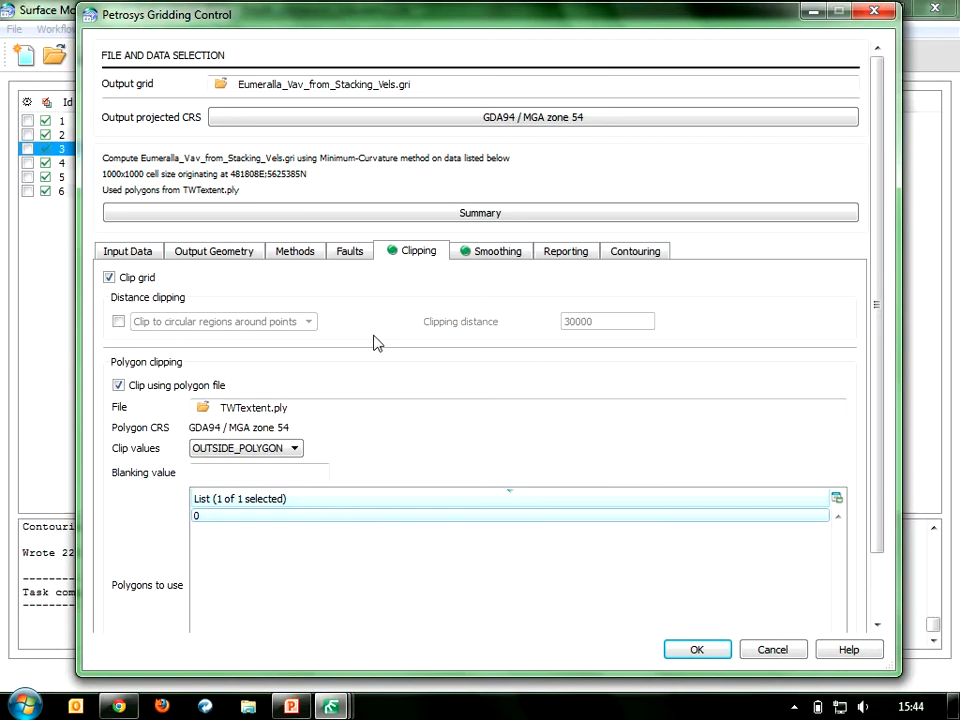 Surface Mo
File Workflo
Petrosys Gridding Control
FILE AND DATA SELECTION
Output grid Eumeralla_Vav_from_Stacking_Vels.gri
Output projected CRS GDA94 / MGA zone 54
Compute Eumeralla_Vav_from_Stacking_Vels.gri using Minimum-Curvature method on data listed below
1000x1000 cell size originating at 481808E;5625385N
Used polygons from TWTextent.ply
Summary
Input Data Output Geometry Methods Faults Clipping Smoothing Reporting Contouring
Clip grid
Distance clipping
Clip to circular regions around points Clipping distance 30000
Polygon clipping
Clip using polygon file
File TWTextent.ply
Polygon CRS GDA94 / MGA zone 54
Clip values OUTSIDE_POLYGON
Blanking value
List (1 of 1 selected)
0
Polygons to use
OK Cancel Help
Id
1
2
3
4
5
6
Contouri
Wrote 22
Task com
15:44